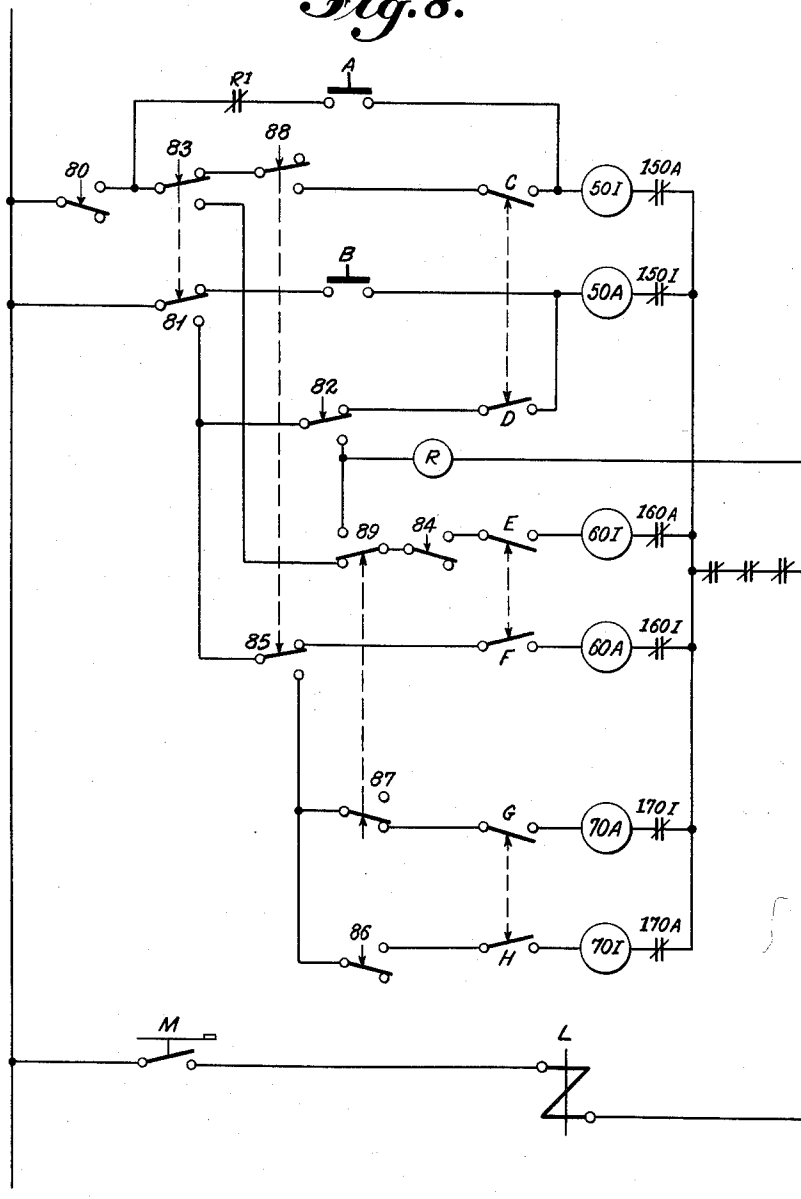 Fig. 8.
R1 A
80 83 88 C 50I 150A
B
81 50A 150I
82 D
R
89 84 E 60I 160A
85 F 60A 160I
87 G 70A 170I
86 H 70I 170A
M L